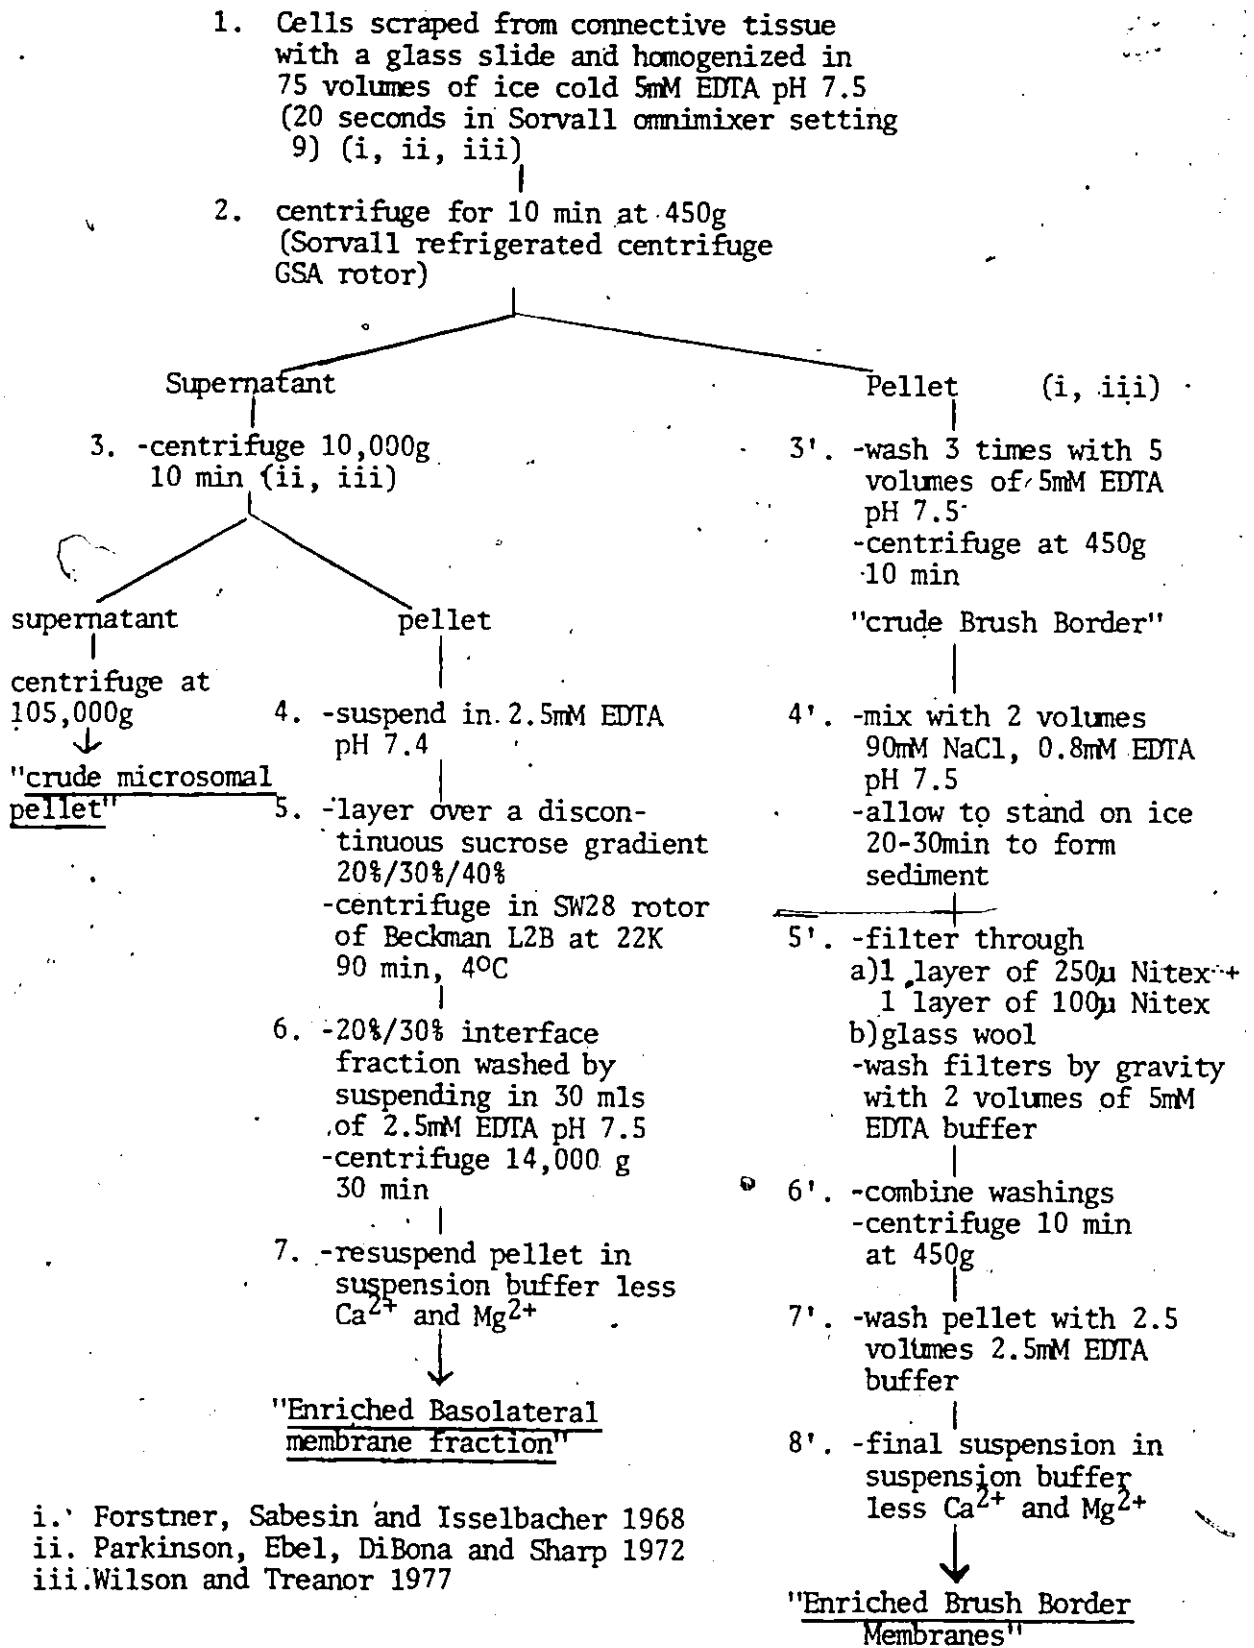 1. Cells scraped from connective tissue
with a glass slide and homogenized in
75 volumes of ice cold 5mM EDTA pH 7.5
(20 seconds in Sorvall omnimixer setting
9) (i, ii, iii)
2. centrifuge for 10 min at 450g
(Sorvall refrigerated centrifuge
GSA rotor)
Supernatant
3. -centrifuge 10,000g
10 min (ii, iii)
supernatant
centrifuge at
105,000g
"crude microsomal
pellet"
pellet
4. -suspend in 2.5mM EDTA
pH 7.4
5. -layer over a discon-
tinuous sucrose gradient
20%/30%/40%
-centrifuge in SW28 rotor
of Beckman L2B at 22K
90 min, 4ºC
6. -20%/30% interface
fraction washed by
suspending in 30 mls
of 2.5mM EDTA pH 7.5
-centrifuge 14,000 g
30 min
7. -resuspend pellet in
suspension buffer less
Ca2+ and Mg2+
"Enriched Basolateral
membrane fraction"
Pellet (i, iii)
3'. -wash 3 times with 5
volumes of 5mM EDTA
pH 7.5
-centrifuge at 450g
10 min
"crude Brush Border"
4'. -mix with 2 volumes
90mM NaCl, 0.8mM EDTA
pH 7.5
-allow to stand on ice
20-30min to form
sediment
5'. -filter through
a)1 layer of 250µ Nitex +
1 layer of 100µ Nitex
b)glass wool
-wash filters by gravity
with 2 volumes of 5mM
EDTA buffer
6'. -combine washings
-centrifuge 10 min
at 450g
7'. -wash pellet with 2.5
volumes 2.5mM EDTA
buffer
8'. -final suspension in
suspension buffer
less Ca2+ and Mg2+
"Enriched Brush Border
Membranes"
i. Forstner, Sabesin and Isselbacher 1968
ii. Parkinson, Ebel, DiBona and Sharp 1972
iii.Wilson and Treanor 1977